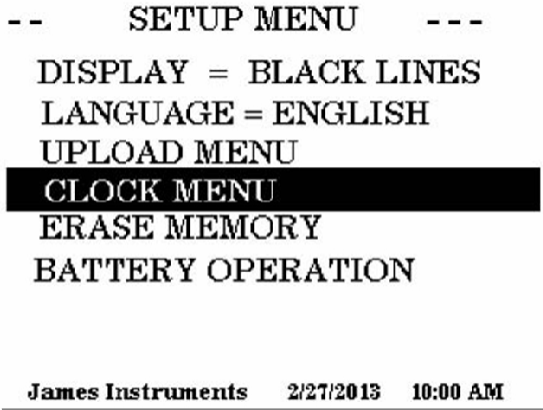 -- SETUP MENU ---
DISPLAY = BLACK LINES
LANGUAGE = ENGLISH
UPLOAD MENU
CLOCK MENU
ERASE MEMORY
BATTERY OPERATION
James Instruments 2/27/2013 10:00 AM